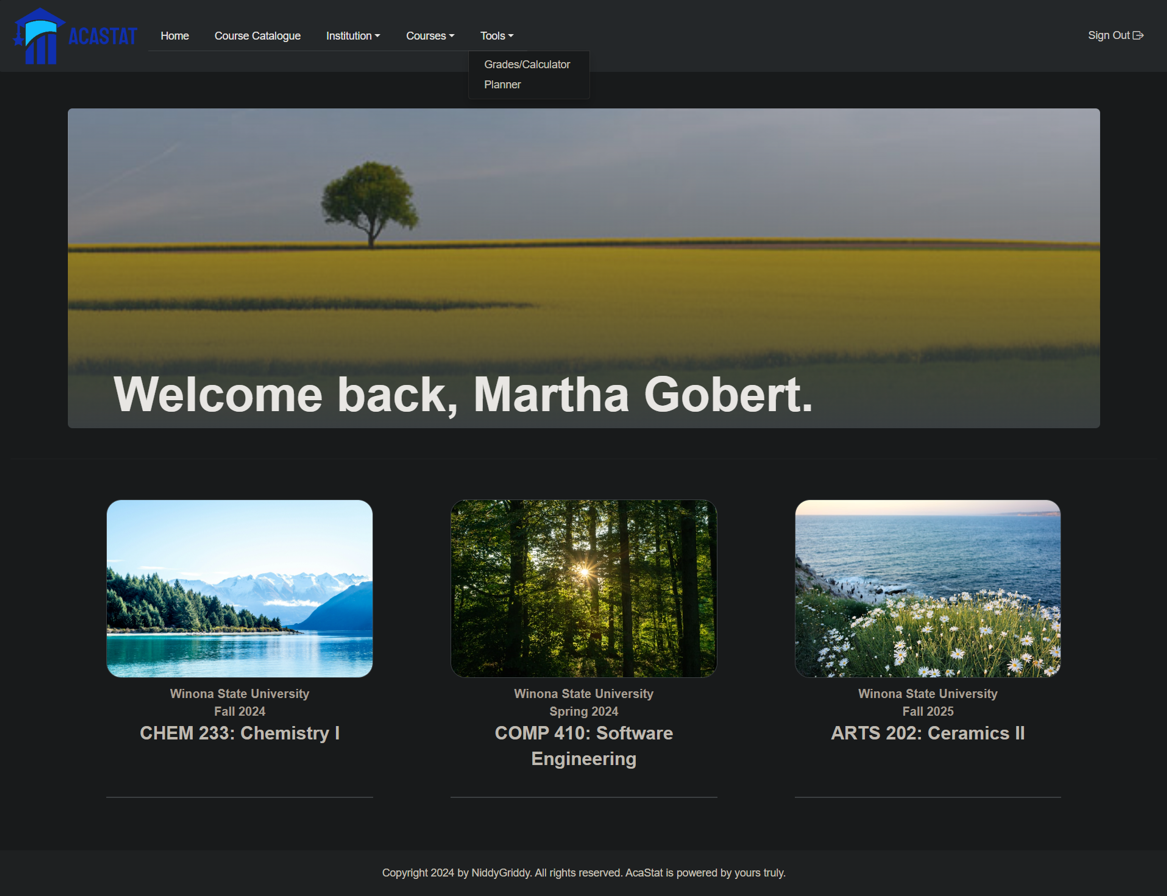 ACASTAT
Home Course Catalogue Institution Courses Tools
Sign Out
Grades/Calculator
Planner
Welcome back, Martha Gobert.
Winona State University
Fall 2024
CHEM 233: Chemistry I
Winona State University
Spring 2024
COMP 410: Software
Engineering
Winona State University
Fall 2025
ARTS 202: Ceramics II
Copyright 2024 by NiddyGriddy. All rights reserved. AcaStat is powered by yours truly.